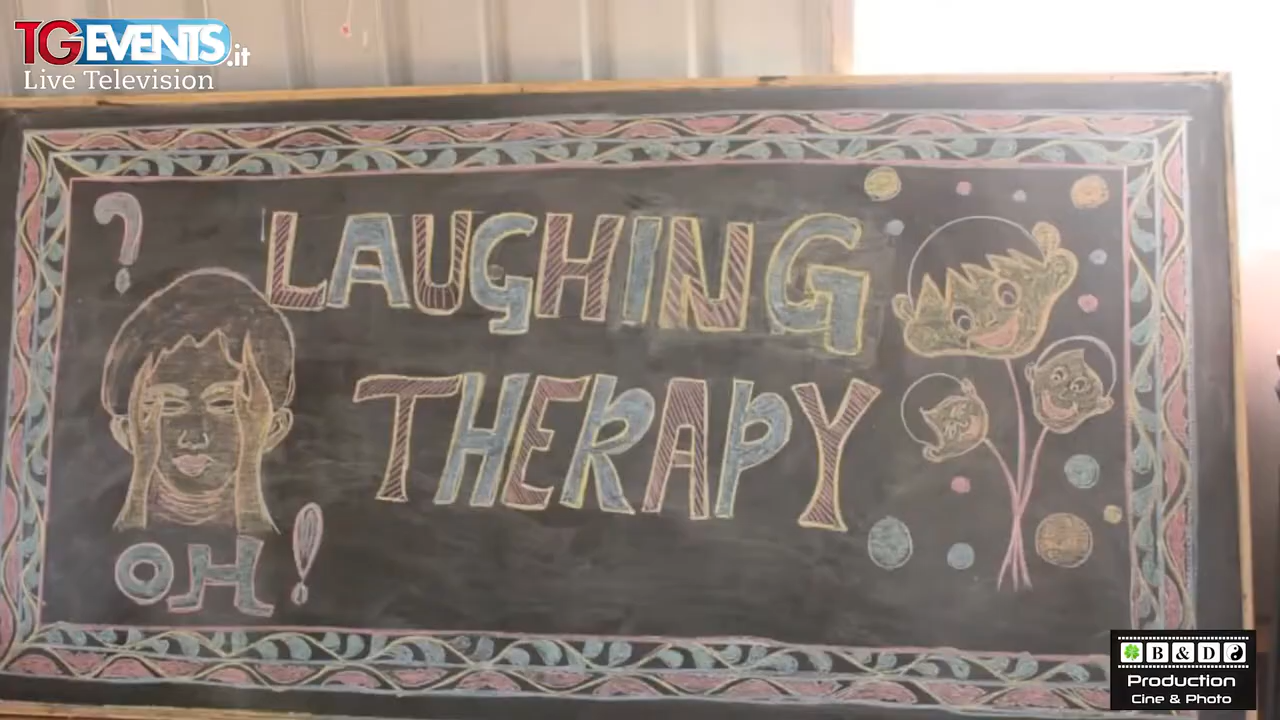 TGEVENTS.it
Live Television
?
LAUGHING
THERAPY
OH!
B&D
Production
Cine & Photo